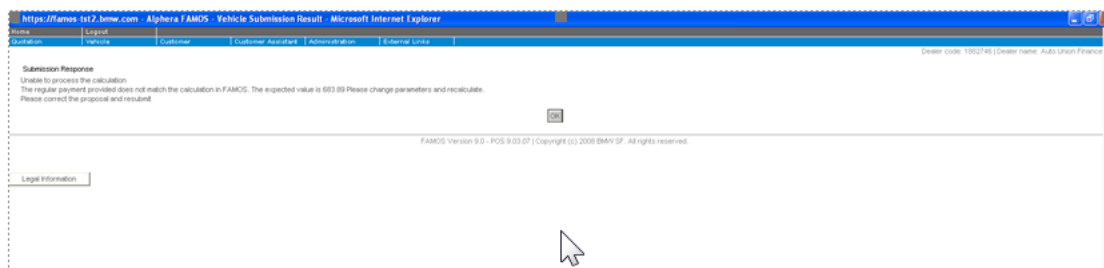 https://famos-tst2.bmw.com - Alphera FAMOS - Vehicle Submission Result - Microsoft Internet Explorer
Home Logout
Quotation Vehicle Customer Customer Assistant Administration External Links
Dealer code: 1882748 | Dealer name: Auto Union Finance
Submission Response
Unable to process the calculation
The regular payment provided does not match the calculation in FAMOS. The expected value is 683.89 Please change parameters and recalculate.
Please correct the proposal and resubmit
OK
FAMOS Version 9.0 - POS 9.03.07 | Copyright (c) 2008 BMW SF. All rights reserved.
Legal Information